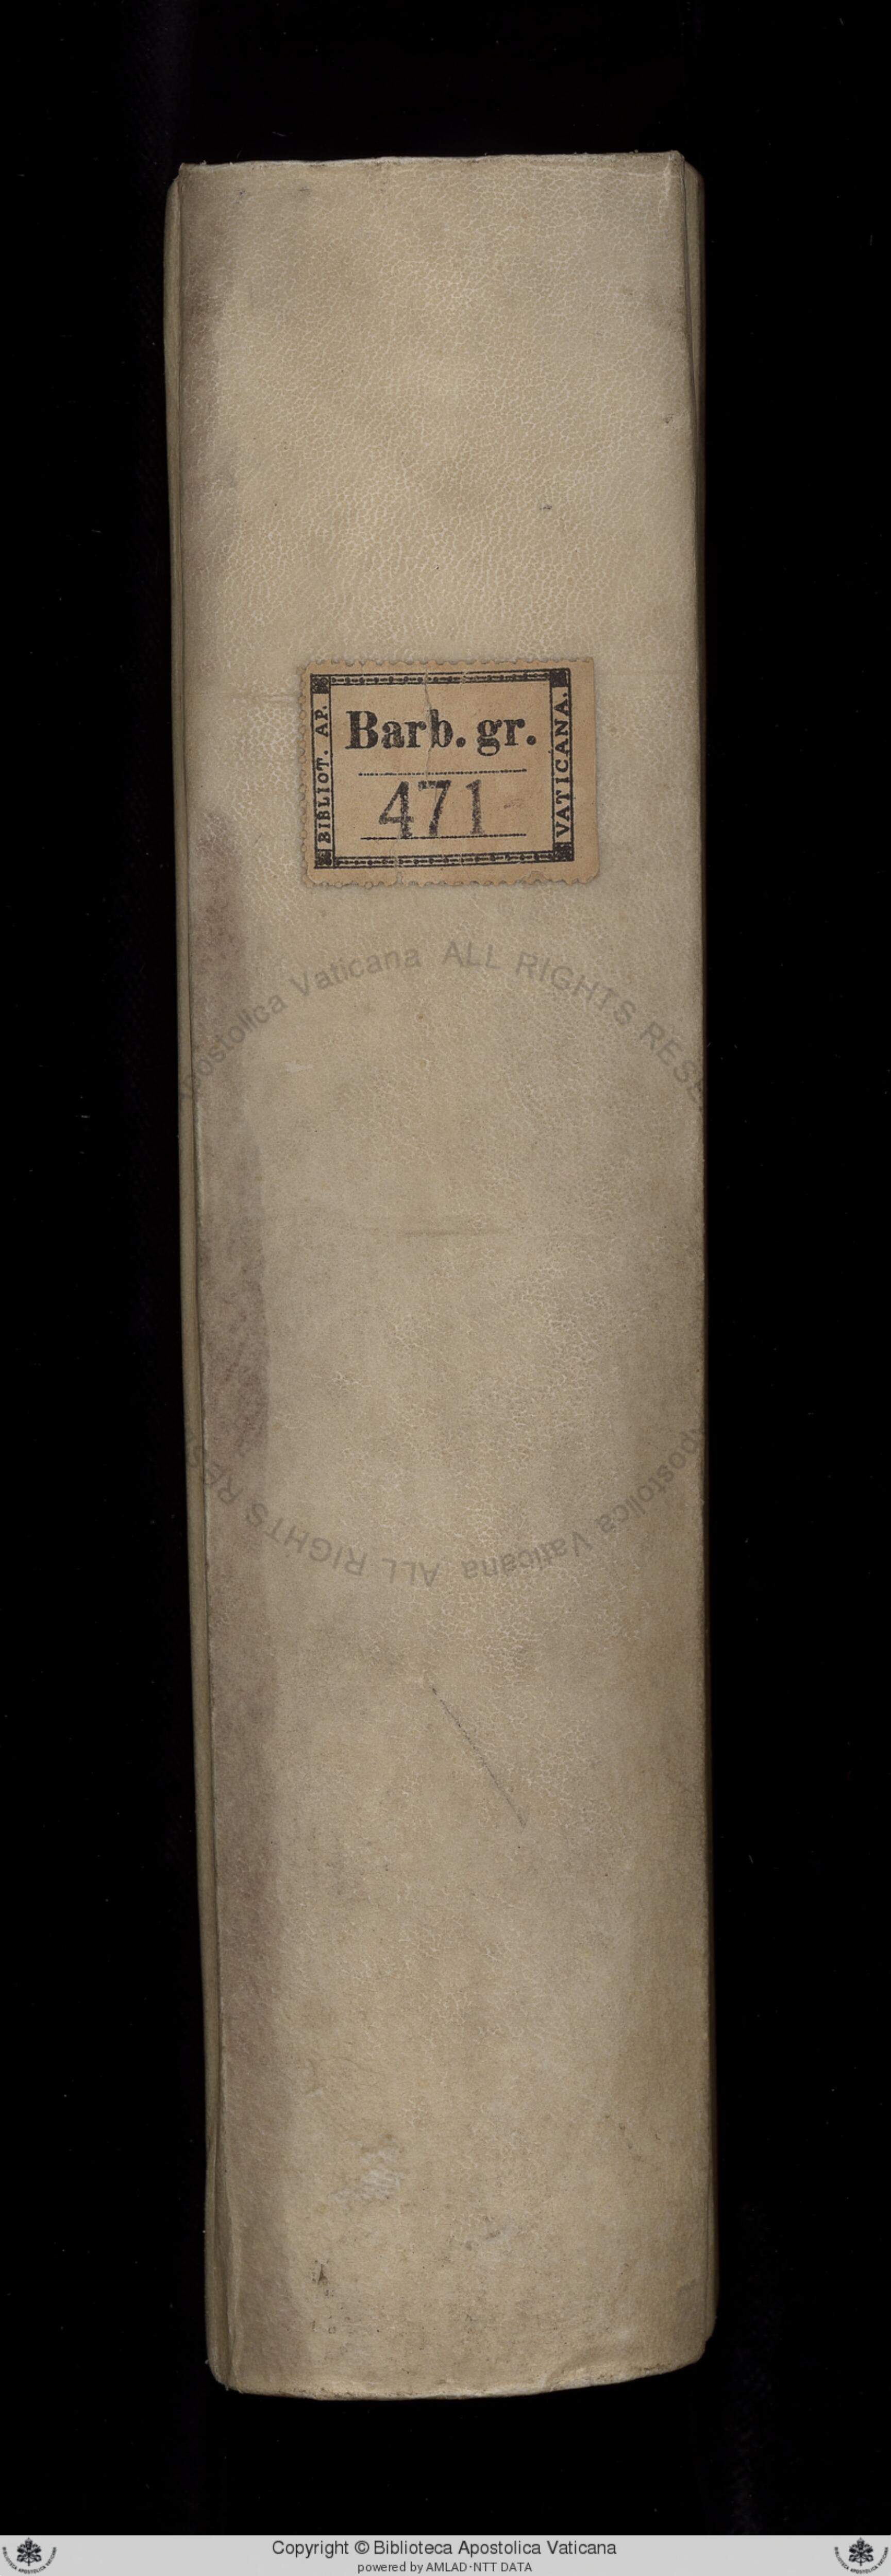 BIBLIOT. AP.
Barb. gr.
471
VATICANA.
Apostolica Vaticana ALL RIGHTS RESE
Apostolica Vaticana ALL RIGHTS RES
Copyright © Biblioteca Apostolica Vaticana
powered by AMLAD·NTT DATA